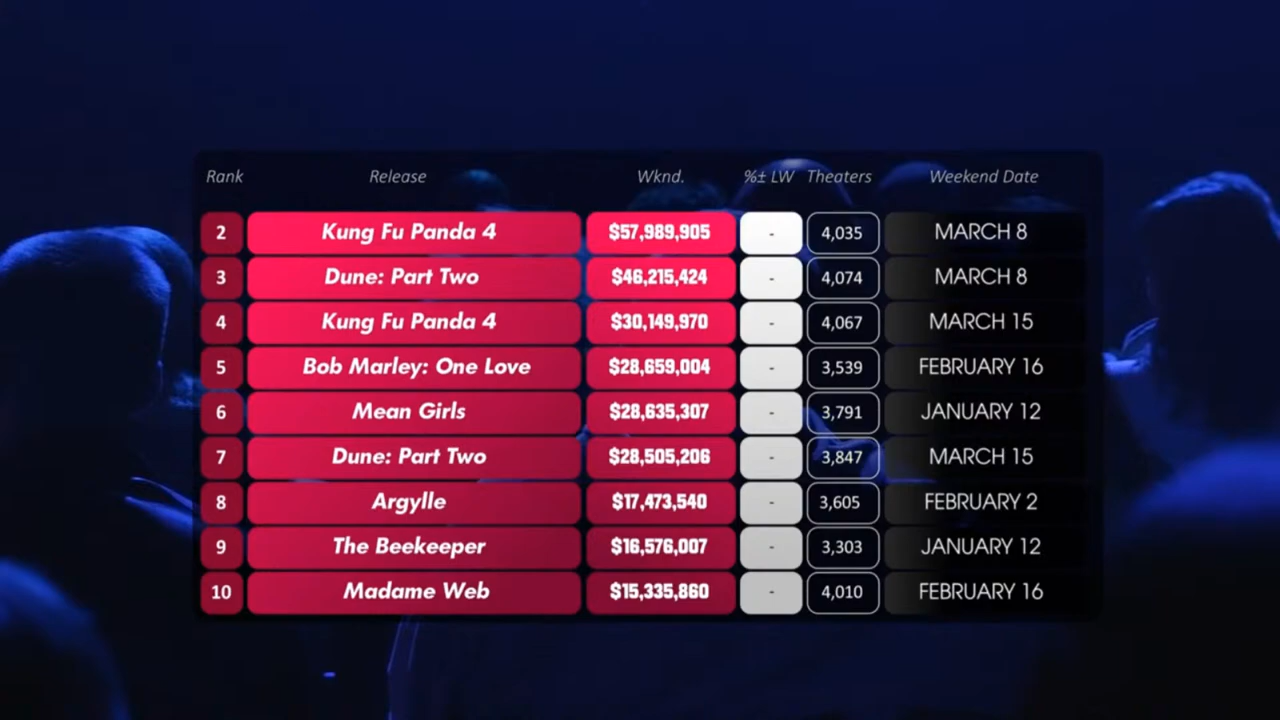 Rank Release Wknd. %± LW Theaters Weekend Date
2 Kung Fu Panda 4 $57,989,905 - 4,035 MARCH 8
3 Dune: Part Two $46,215,424 - 4,074 MARCH 8
4 Kung Fu Panda 4 $30,149,970 - 4,067 MARCH 15
5 Bob Marley: One Love $28,659,004 - 3,539 FEBRUARY 16
6 Mean Girls $28,635,307 - 3,791 JANUARY 12
7 Dune: Part Two $28,505,206 - 3,847 MARCH 15
8 Argylle $17,473,540 - 3,605 FEBRUARY 2
9 The Beekeeper $16,576,007 - 3,303 JANUARY 12
10 Madame Web $15,335,860 - 4,010 FEBRUARY 16